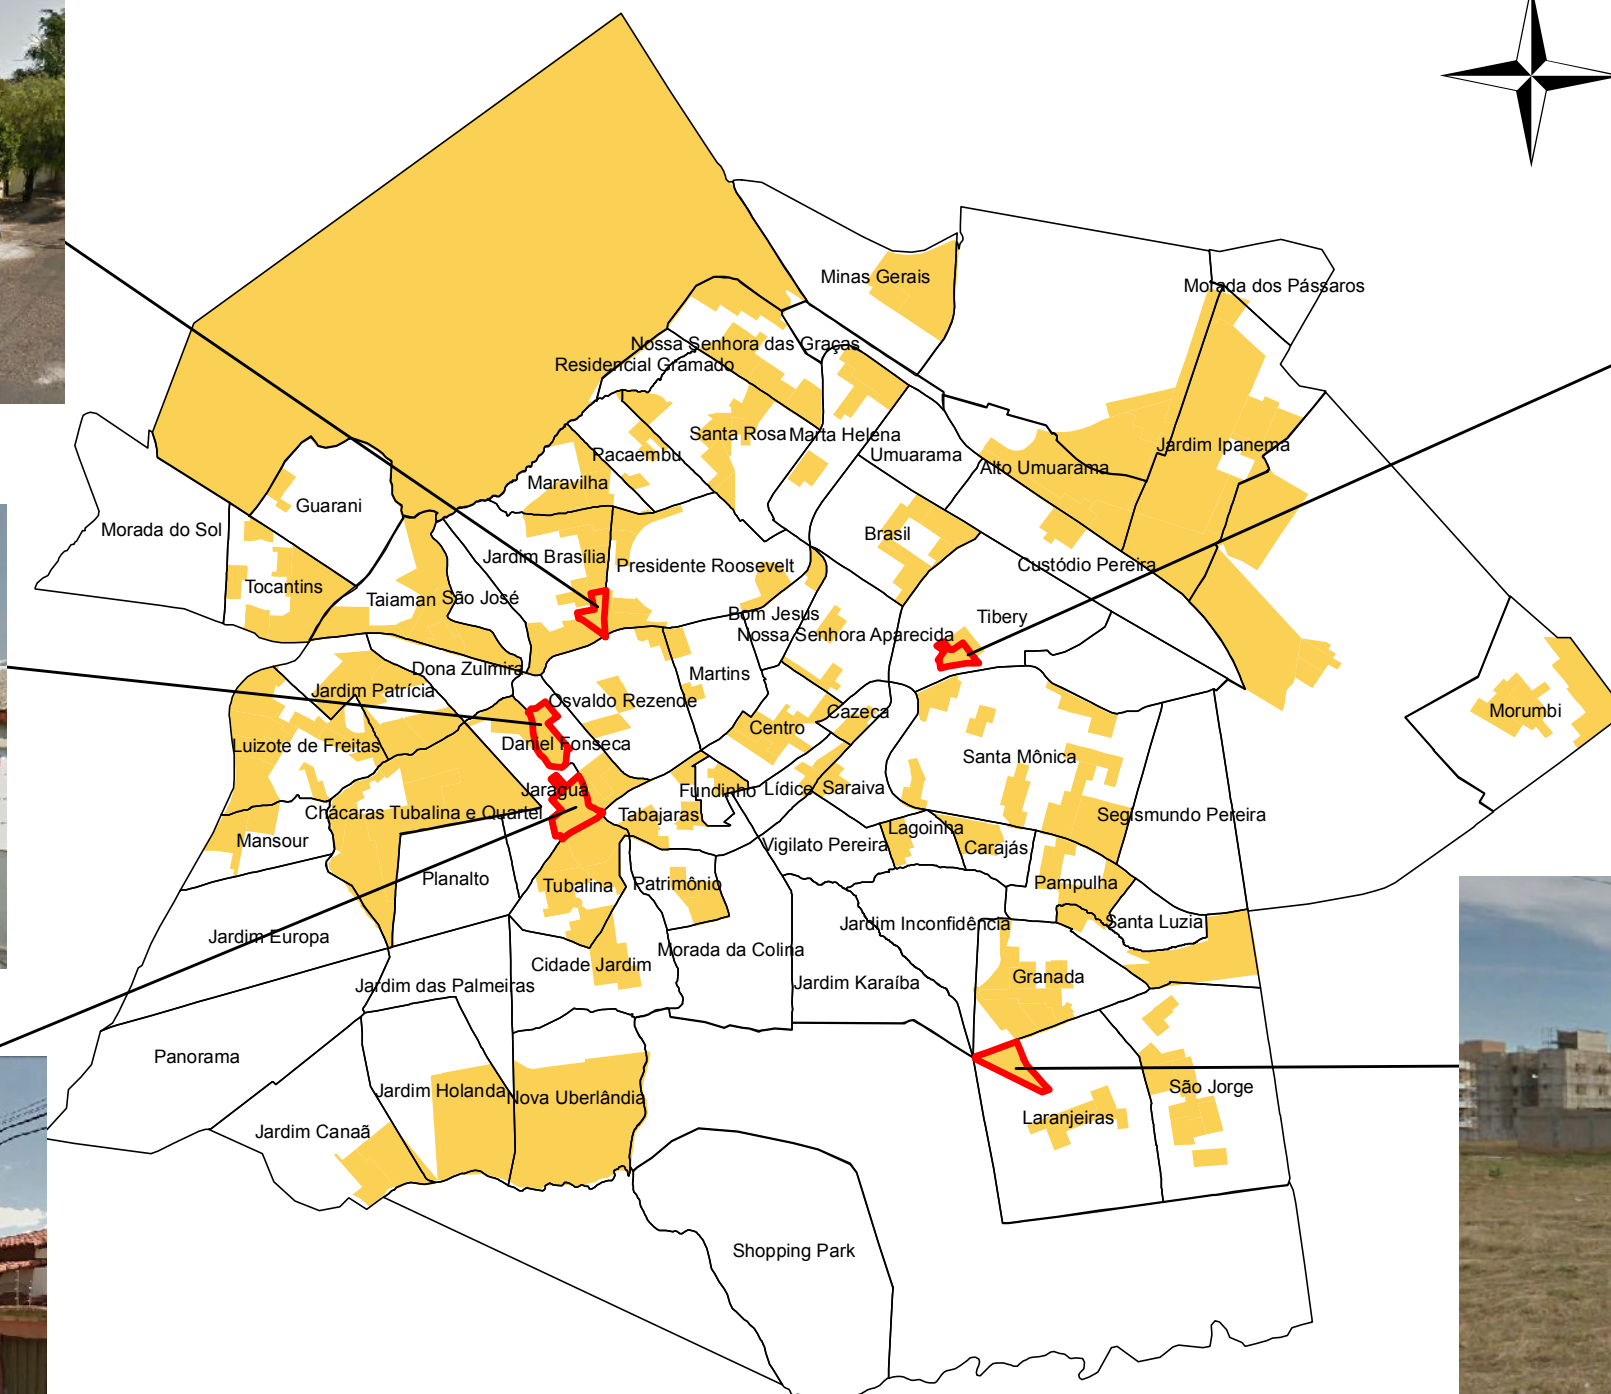 Minas Gerais
Morada dos Pássaros
Nossa Senhora das Graças
Residencial Gramado
Santa Rosa
Marta Helena
Jardim Ipanema
Pacaembu
Umuarama
Alto Umuarama
Maravilha
Guarani
Morada do Sol
Brasil
Jardim Brasília
Presidente Roosevelt
Custódio Pereira
Tocantins
Taiaman
São José
Bom Jesus
Tibery
Nossa Senhora Aparecida
Dona Zulmira
Martins
Jardim Patrícia
Osvaldo Rezende
Cazeca
Morumbi
Centro
Luizote de Freitas
Daniel Fonseca
Santa Mônica
Jaraguá
Fundinho
Lídice
Saraiva
Chácaras Tubalina e Quartel
Tabajaras
Segismundo Pereira
Lagoinha
Mansour
Vigilato Pereira
Carajás
Planalto
Tubalina
Patrimônio
Pampulha
Jardim Inconfidência
Santa Luzia
Jardim Europa
Morada da Colina
Cidade Jardim
Granada
Jardim das Palmeiras
Jardim Karaíba
Panorama
Jardim Holanda
Nova Uberlândia
São Jorge
Laranjeiras
Jardim Canaã
Shopping Park